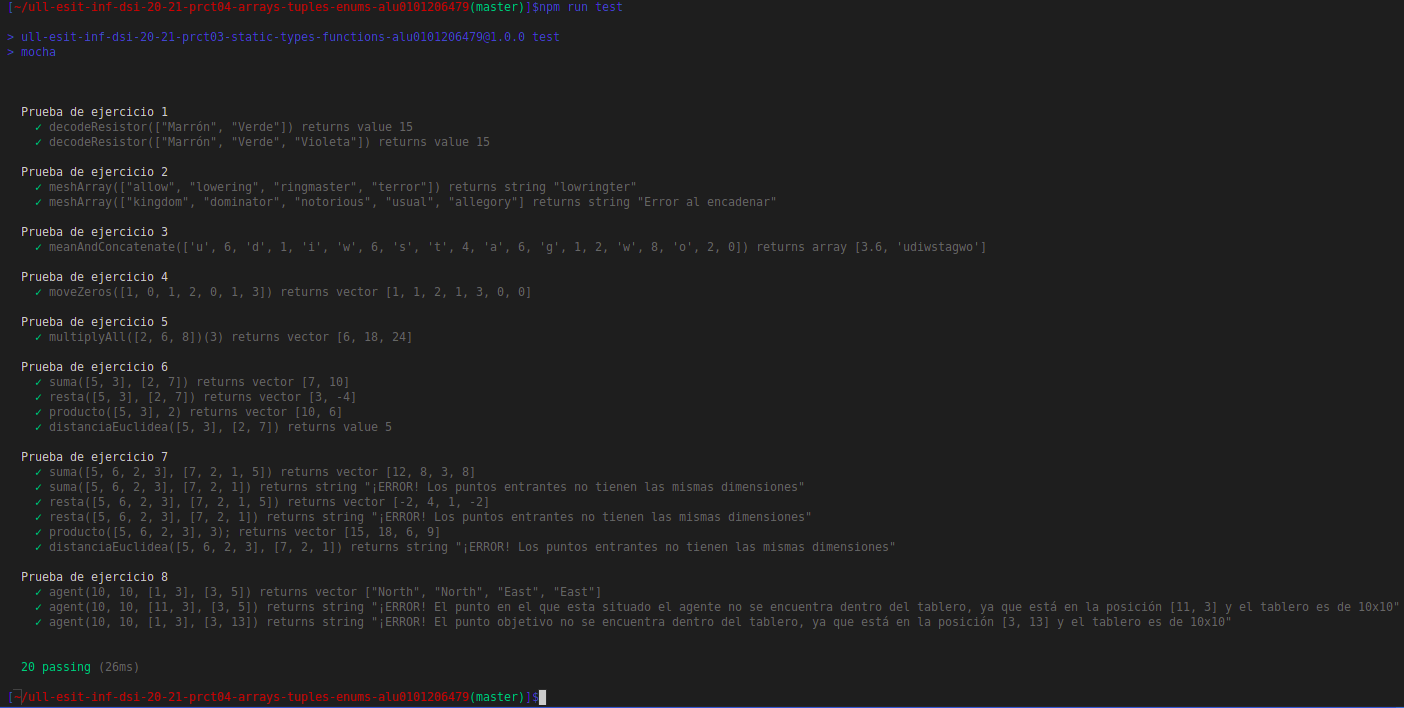 [~/ull-esit-inf-dsi-20-21-prct04-arrays-tuples-enums-alu0101206479(master)]$npm run test
> ull-esit-inf-dsi-20-21-prct03-static-types-functions-alu0101206479@1.0.0 test
> mocha
Prueba de ejercicio 1
✓ decodeResistor(["Marrón", "Verde"]) returns value 15
✓ decodeResistor(["Marrón", "Verde", "Violeta"]) returns value 15
Prueba de ejercicio 2
✓ meshArray(["allow", "lowering", "ringmaster", "terror"]) returns string "lowringter"
✓ meshArray(["kingdom", "dominator", "notorious", "usual", "allegory"] returns string "Error al encadenar"
Prueba de ejercicio 3
✓ meanAndConcatenate(['u', 6, 'd', 1, 'i', 'w', 6, 's', 't', 4, 'a', 6, 'g', 1, 2, 'w', 8, 'o', 2, 0]) returns array [3.6, 'udiwstagwo']
Prueba de ejercicio 4
✓ moveZeros([1, 0, 1, 2, 0, 1, 3]) returns vector [1, 1, 2, 1, 3, 0, 0]
Prueba de ejercicio 5
✓ multiplyAll([2, 6, 8])(3) returns vector [6, 18, 24]
Prueba de ejercicio 6
✓ suma([5, 3], [2, 7]) returns vector [7, 10]
✓ resta([5, 3], [2, 7]) returns vector [3, -4]
✓ producto([5, 3], 2) returns vector [10, 6]
✓ distanciaEuclidea([5, 3], [2, 7]) returns value 5
Prueba de ejercicio 7
✓ suma([5, 6, 2, 3], [7, 2, 1, 5]) returns vector [12, 8, 3, 8]
✓ suma([5, 6, 2, 3], [7, 2, 1]) returns string "¡ERROR! Los puntos entrantes no tienen las mismas dimensiones"
✓ resta([5, 6, 2, 3], [7, 2, 1, 5]) returns vector [-2, 4, 1, -2]
✓ resta([5, 6, 2, 3], [7, 2, 1]) returns string "¡ERROR! Los puntos entrantes no tienen las mismas dimensiones"
✓ producto([5, 6, 2, 3], 3); returns vector [15, 18, 6, 9]
✓ distanciaEuclidea([5, 6, 2, 3], [7, 2, 1]) returns string "¡ERROR! Los puntos entrantes no tienen las mismas dimensiones"
Prueba de ejercicio 8
✓ agent(10, 10, [1, 3], [3, 5]) returns vector ["North", "North", "East", "East"]
✓ agent(10, 10, [11, 3], [3, 5]) returns string "¡ERROR! El punto en el que esta situado el agente no se encuentra dentro del tablero, ya que está en la posición [11, 3] y el tablero es de 10x10"
✓ agent(10, 10, [1, 3], [3, 13]) returns string "¡ERROR! El punto objetivo no se encuentra dentro del tablero, ya que está en la posición [3, 13] y el tablero es de 10x10"
20 passing (26ms)
[~/ull-esit-inf-dsi-20-21-prct04-arrays-tuples-enums-alu0101206479(master)]$